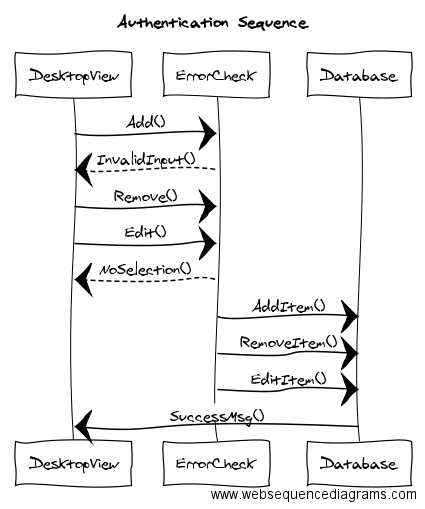 Authentication Sequence
DesktopView ErrorCheck Database
Add()
InvalidInput()
Remove()
Edit()
NoSelection()
AddItem()
RemoveItem()
EditItem()
SuccessMsg()
DesktopView ErrorCheck Database
www.websequencediagrams.com